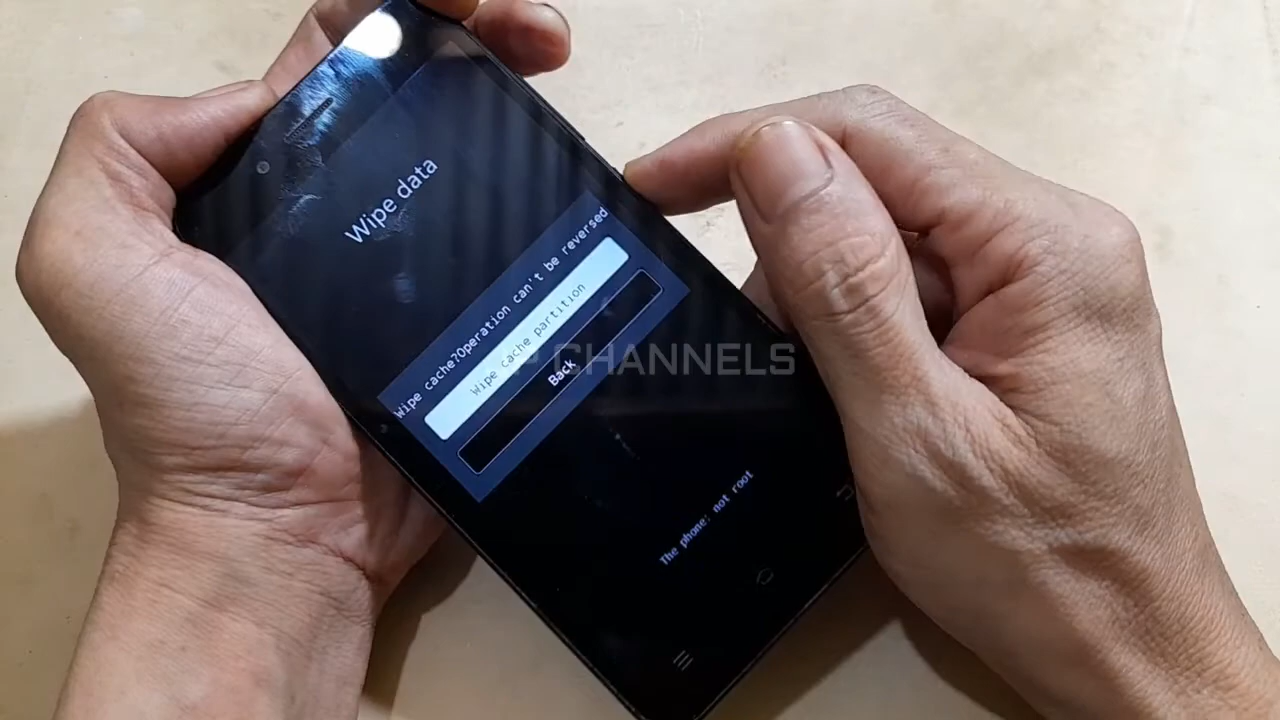 Wipe data
Wipe cache?Operation can't be reversed
Wipe cache partition
Back
CHANNELS
The phone: not root